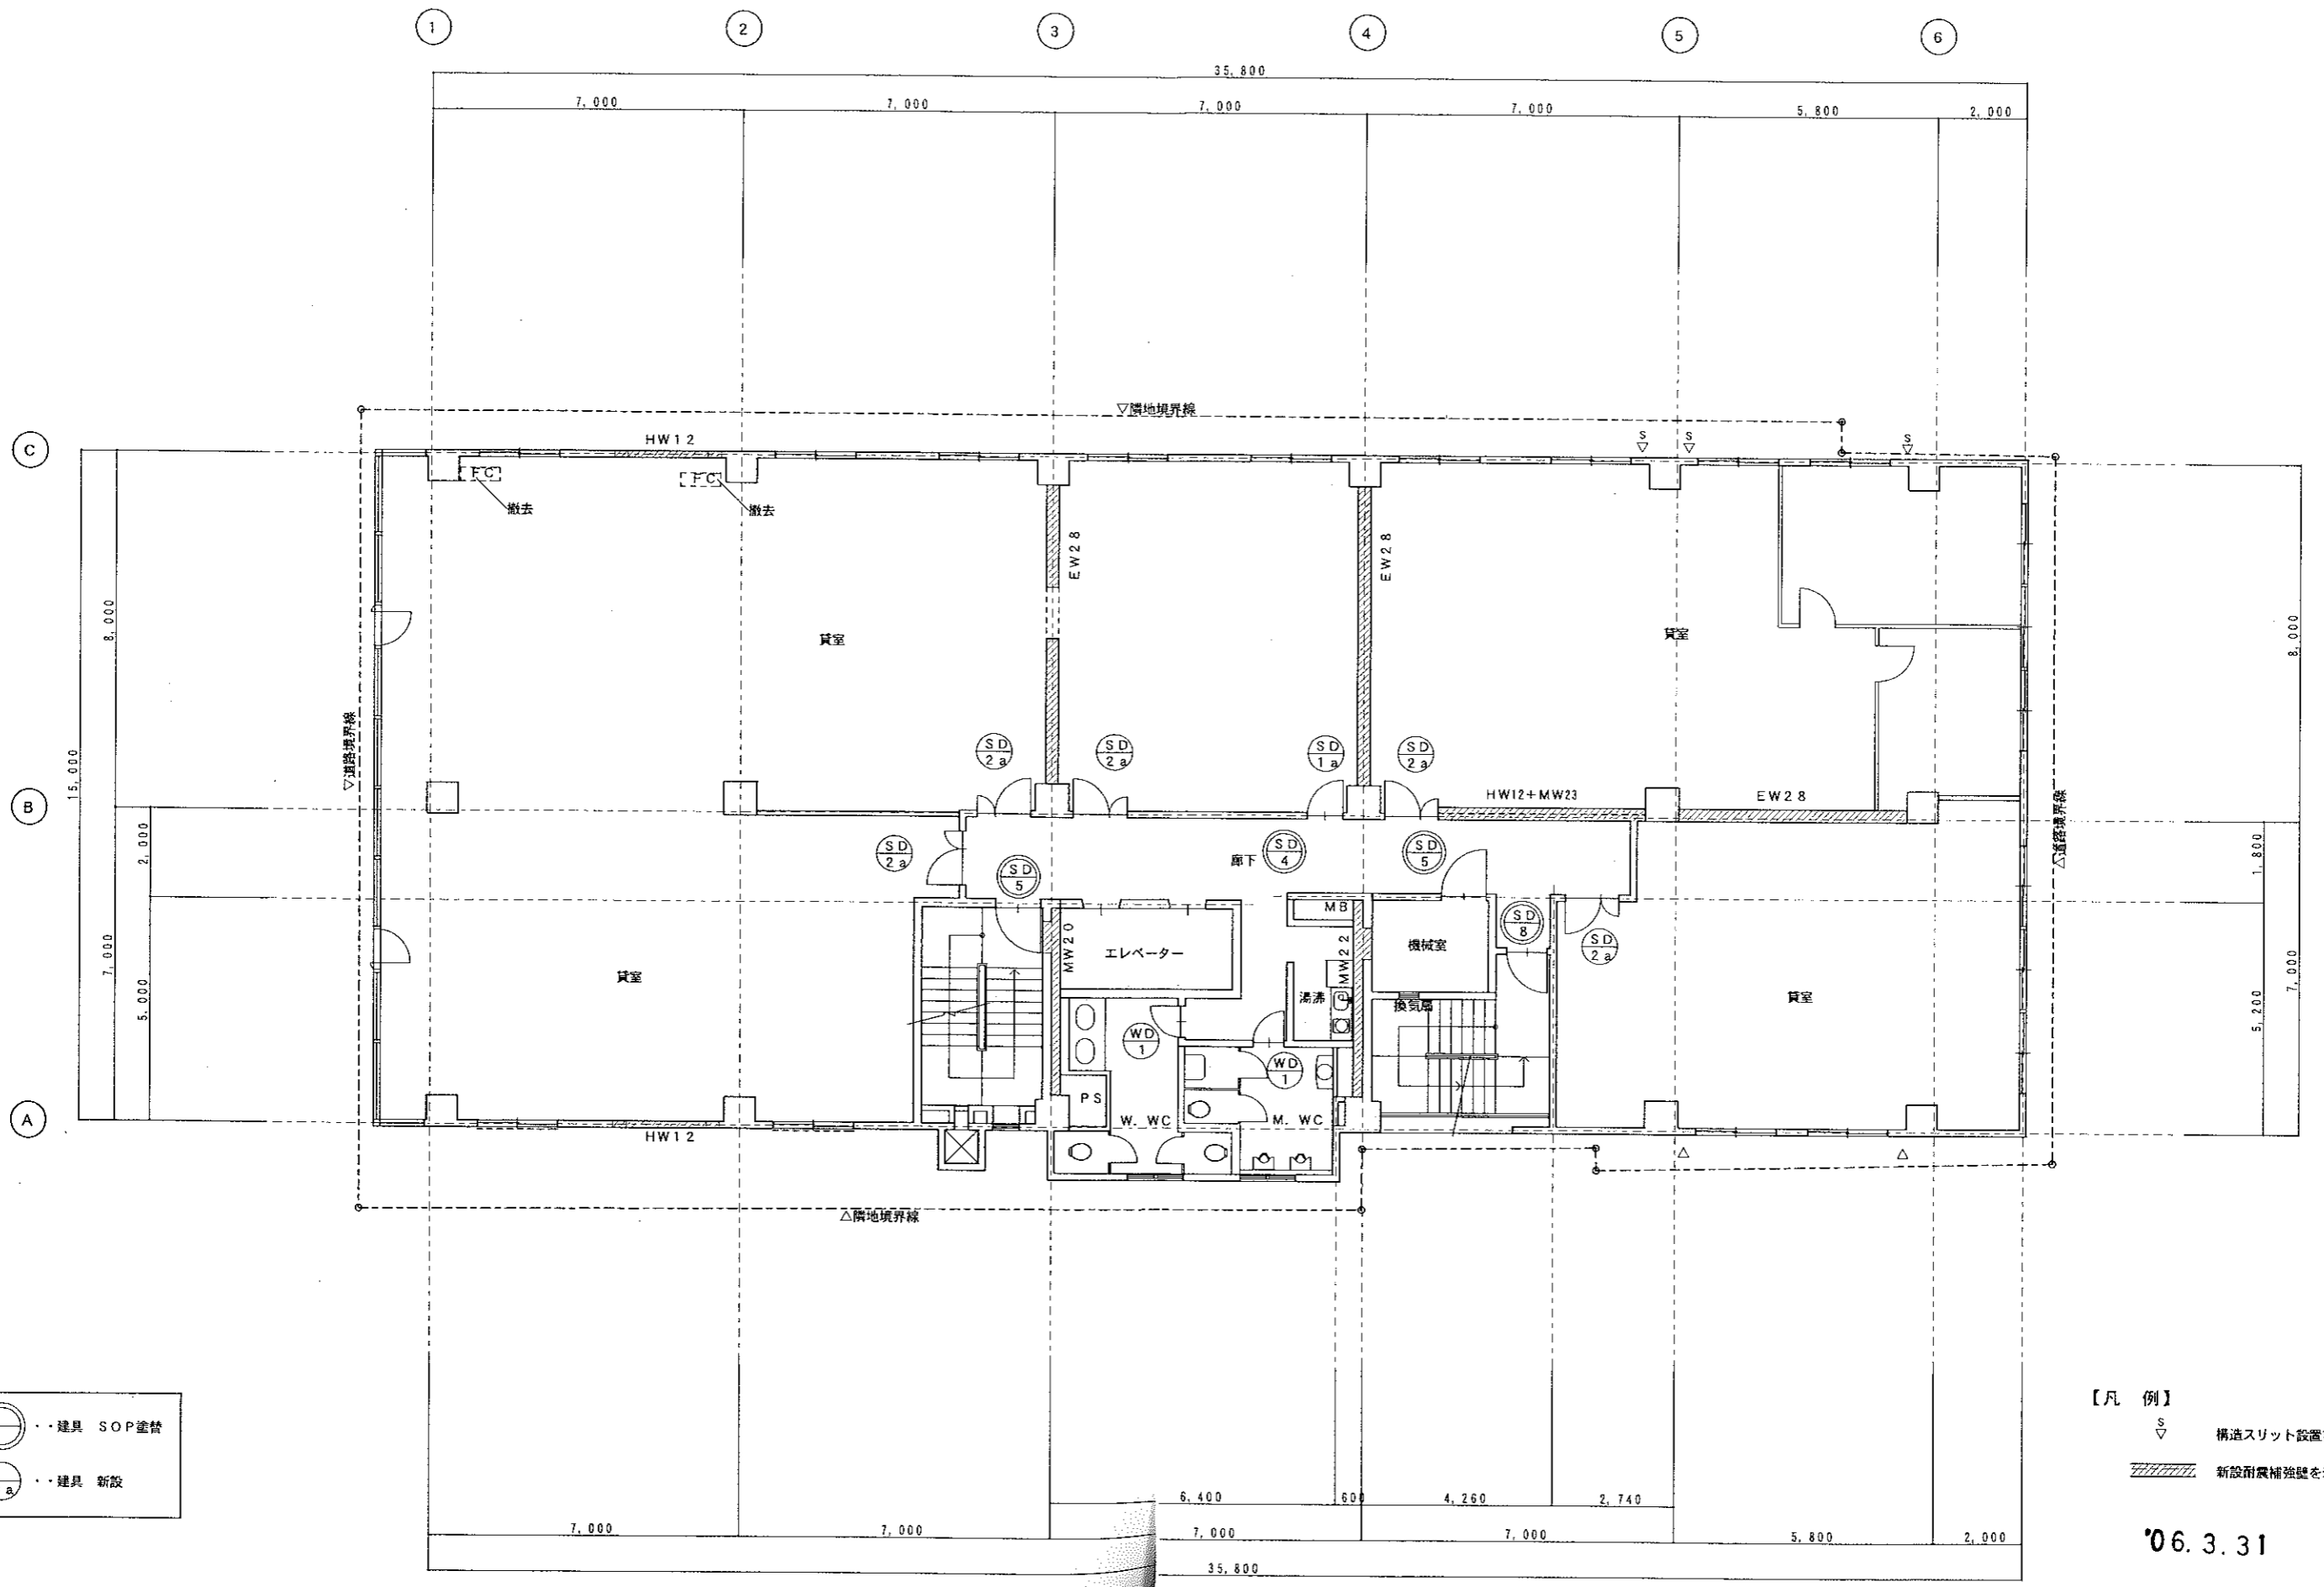 1
2
3
4
5
6
35,800
7,000
7,000
7,000
7,000
5,800
2,000
▽隣地境界線
C
HW12
S
▽
S
▽
S
▽
FC
撤去
FC
撤去
EW28
EW28
8,000
8,000
貸室
貸室
15,000
▽道路境界線
SD
2a
SD
2a
SD
1a
SD
2a
HW12+MW23
EW28
B
2,000
SD
2a
SD
5
廊下
SD
4
SD
5
1,800
△道路境界線
MB
SD
8
SD
2a
MW20
エレベーター
MW22
機械室
7,000
貸室
湯沸
換気扇
貸室
7,000
5,000
5,200
WD
1
WD
1
PS
W. WC
M. WC
A
HW12
△
△
△隣地境界線
・・建具 SOP塗替
a
・・建具 新設
【凡 例】
S
▽
構造スリット設置
新設耐震補強壁を
6,400
600
4,260
2,740
7,000
7,000
7,000
7,000
5,800
2,000
35,800
'06.3.31